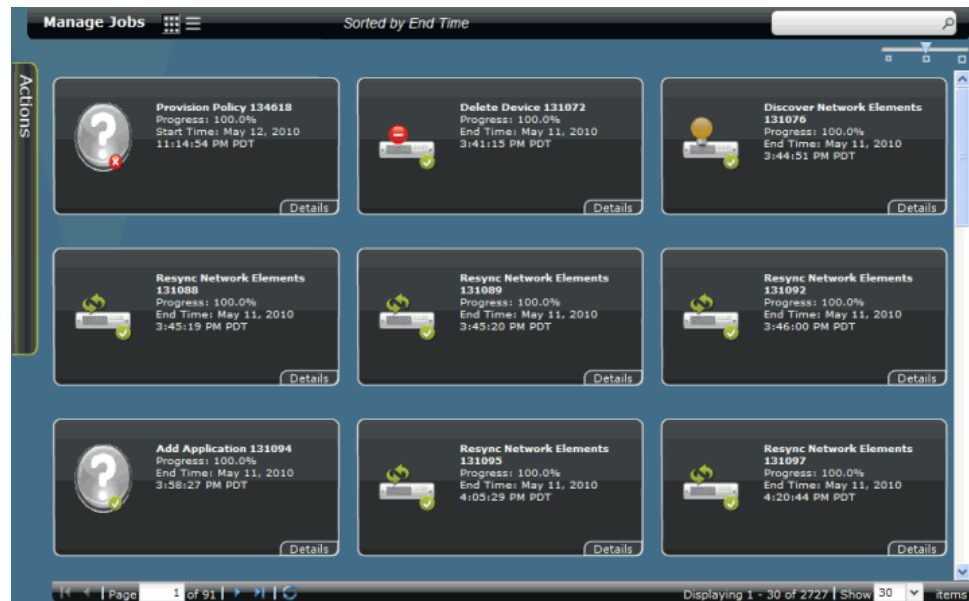 Manage Jobs
Sorted by End Time
Actions
Provision Policy 134618
Progress: 100.0%
Start Time: May 12, 2010
11:14:54 PM PDT
Details
Delete Device 131072
Progress: 100.0%
End Time: May 11, 2010
3:41:15 PM PDT
Details
Discover Network Elements
131076
Progress: 100.0%
End Time: May 11, 2010
3:44:51 PM PDT
Details
Resync Network Elements
131088
Progress: 100.0%
End Time: May 11, 2010
3:45:19 PM PDT
Details
Resync Network Elements
131089
Progress: 100.0%
End Time: May 11, 2010
3:45:20 PM PDT
Details
Resync Network Elements
131092
Progress: 100.0%
End Time: May 11, 2010
3:46:00 PM PDT
Details
Add Application 131094
Progress: 100.0%
End Time: May 11, 2010
3:58:27 PM PDT
Details
Resync Network Elements
131095
Progress: 100.0%
End Time: May 11, 2010
4:05:29 PM PDT
Details
Resync Network Elements
131097
Progress: 100.0%
End Time: May 11, 2010
4:20:44 PM PDT
Details
Page 1 of 91
Displaying 1 - 30 of 2727 Show 30 items